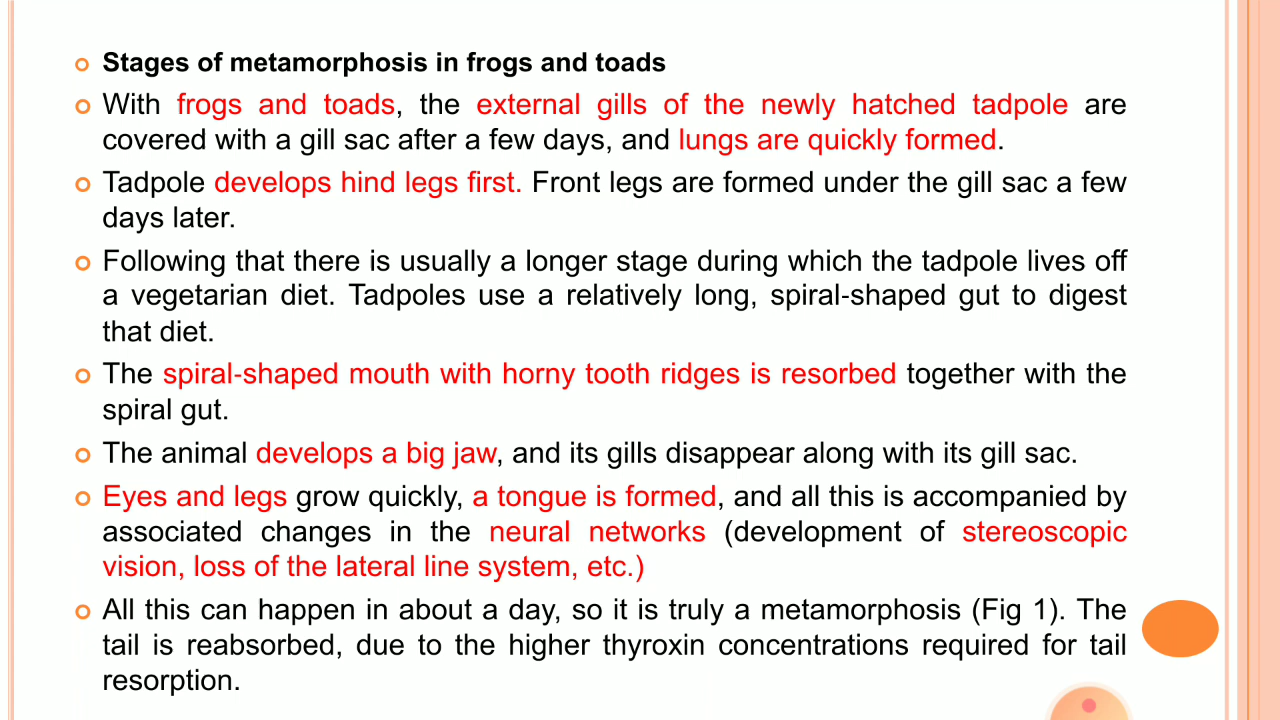 Stages of metamorphosis in frogs and toads
With frogs and toads, the external gills of the newly hatched tadpole are
covered with a gill sac after a few days, and lungs are quickly formed.
Tadpole develops hind legs first. Front legs are formed under the gill sac a few
days later.
Following that there is usually a longer stage during which the tadpole lives off
a vegetarian diet. Tadpoles use a relatively long, spiral-shaped gut to digest
that diet.
The spiral-shaped mouth with horny tooth ridges is resorbed together with the
spiral gut.
The animal develops a big jaw, and its gills disappear along with its gill sac.
Eyes and legs grow quickly, a tongue is formed, and all this is accompanied by
associated changes in the neural networks (development of stereoscopic
vision, loss of the lateral line system, etc.)
All this can happen in about a day, so it is truly a metamorphosis (Fig 1). The
tail is reabsorbed, due to the higher thyroxin concentrations required for tail
resorption.